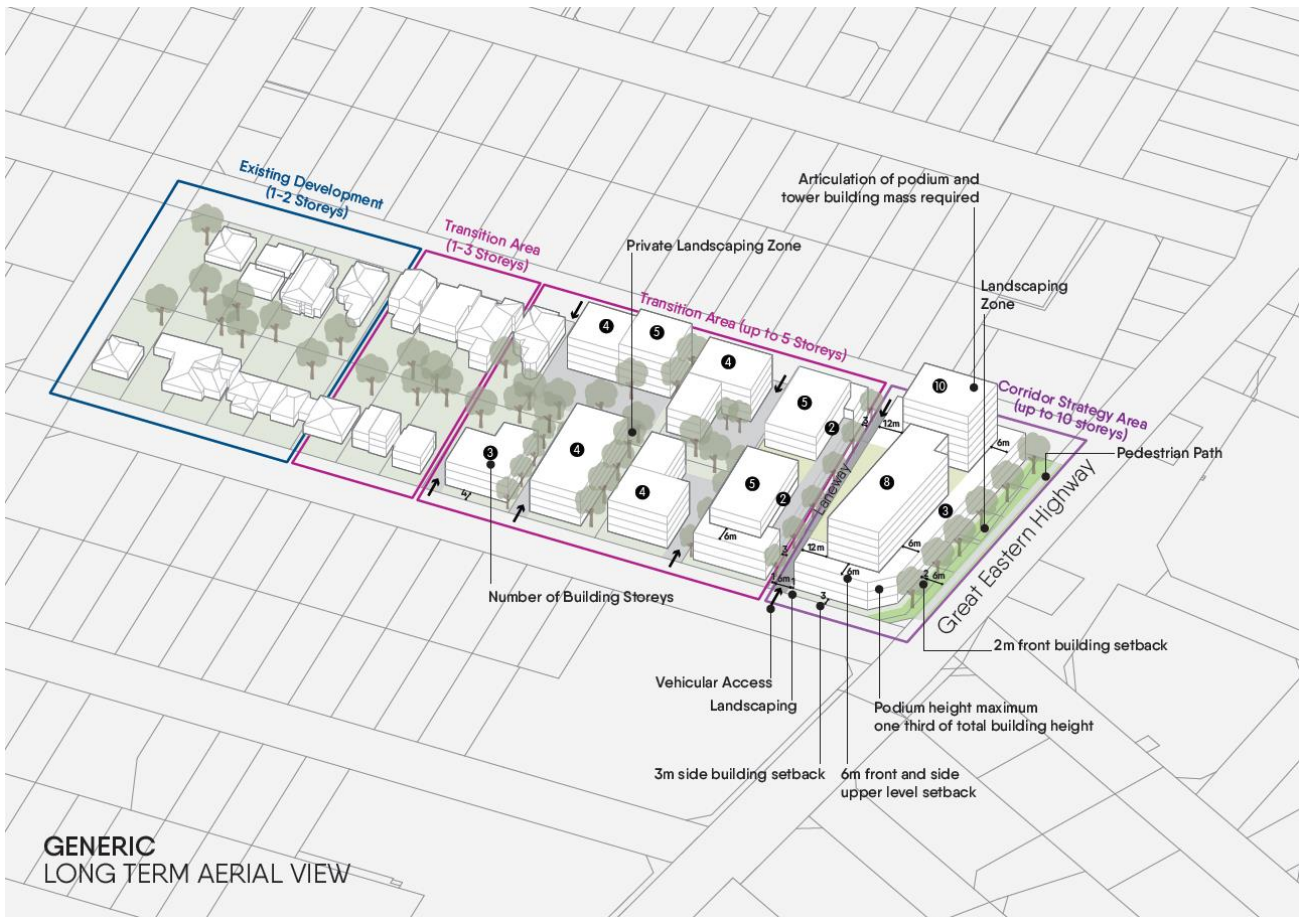 Existing Development
(1-2 Storeys)
Transition Area
(1-3 Storeys)
Private Landscaping Zone
Articulation of podium and
tower building mass required
Landscaping
Zone
Transition Area (up to 5 Storeys)
Corridor Strategy Area
(up to 10 storeys)
Pedestrian Path
Great Eastern Highway
Laneway
4
5
4
5
10
2
12m
6m
3
4
4
5
2
8
3
6m
12m
6m
6m
6m
2
6m
3
Number of Building Storeys
2m front building setback
Vehicular Access
Landscaping
Podium height maximum
one third of total building height
3m side building setback
6m front and side
upper level setback
GENERIC
LONG TERM AERIAL VIEW